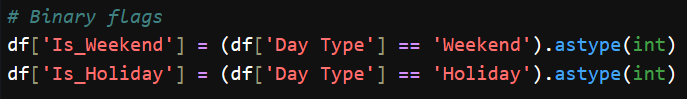 # Binary flags
df['Is_Weekend'] = (df['Day Type'] == 'Weekend').astype(int)
df['Is_Holiday'] = (df['Day Type'] == 'Holiday').astype(int)